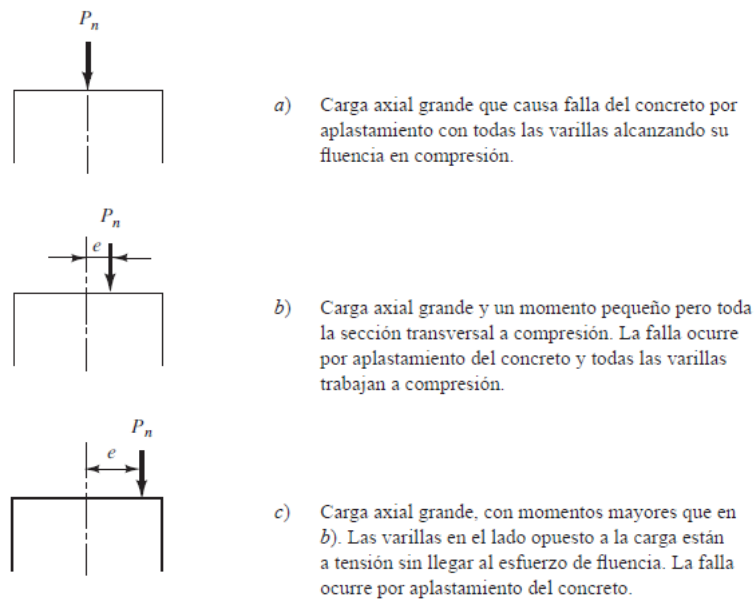 Pn
a) Carga axial grande que causa falla del concreto por
aplastamiento con todas las varillas alcanzando su
fluencia en compresión.
Pn
e
b) Carga axial grande y un momento pequeño pero toda
la sección transversal a compresión. La falla ocurre
por aplastamiento del concreto y todas las varillas
trabajan a compresión.
Pn
e
c) Carga axial grande, con momentos mayores que en
b). Las varillas en el lado opuesto a la carga están
a tensión sin llegar al esfuerzo de fluencia. La falla
ocurre por aplastamiento del concreto.